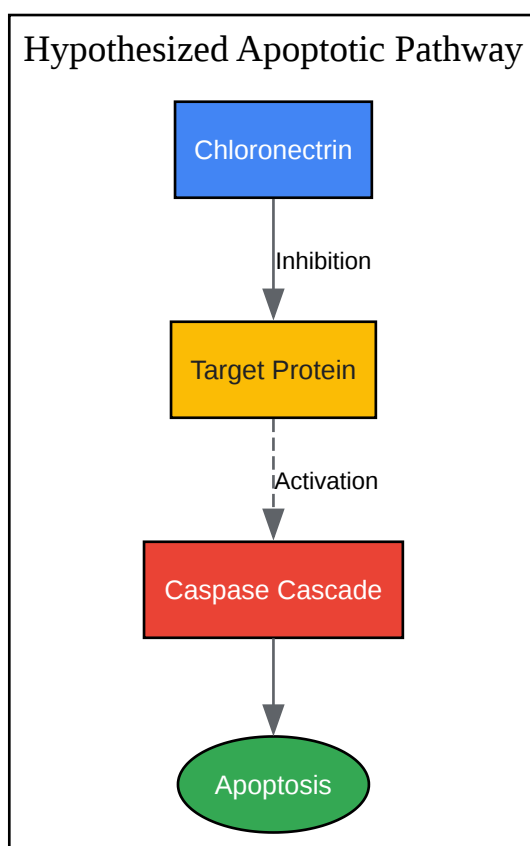 Hypothesized Apoptotic Pathway
Chloronectrin
Inhibition
Target Protein
Activation
Caspase Cascade
Apoptosis